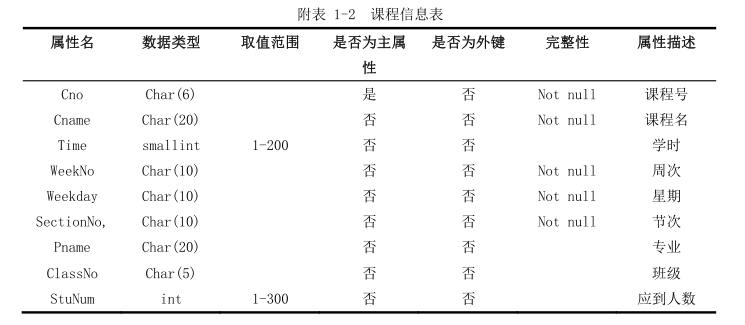 附表 1-2 课程信息表
属性名 数据类型 取值范围 是否为主属性 是否为外键 完整性 属性描述
Cno Char(6) 是 否 Not null 课程号
Cname Char(20) 否 否 Not null 课程名
Time smallint 1-200 否 否 学时
WeekNo Char(10) 否 否 Not null 周次
Weekday Char(10) 否 否 Not null 星期
SectionNo, Char(10) 否 否 Not null 节次
Pname Char(20) 否 否 专业
ClassNo Char(5) 否 否 班级
StuNum int 1-300 否 否 应到人数